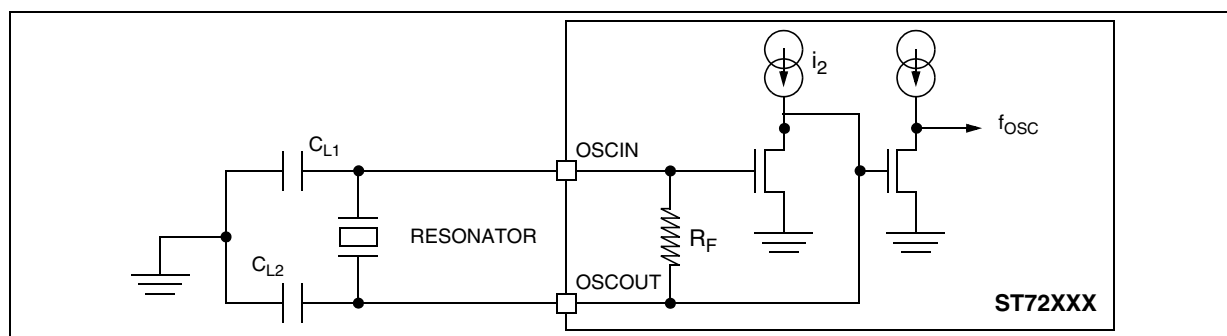 i2
fOSC
CL1
OSCIN
RESONATOR
RF
CL2
OSCOUT
ST72XXX